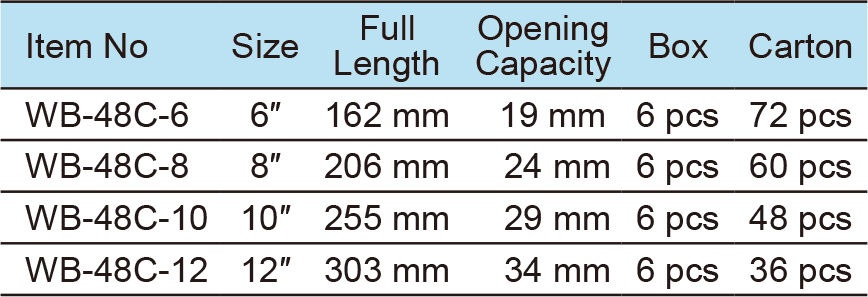 Item No Size Full Length Opening Capacity Box Carton
WB-48C-6 6″ 162 mm 19 mm 6 pcs 72 pcs
WB-48C-8 8″ 206 mm 24 mm 6 pcs 60 pcs
WB-48C-10 10″ 255 mm 29 mm 6 pcs 48 pcs
WB-48C-12 12″ 303 mm 34 mm 6 pcs 36 pcs